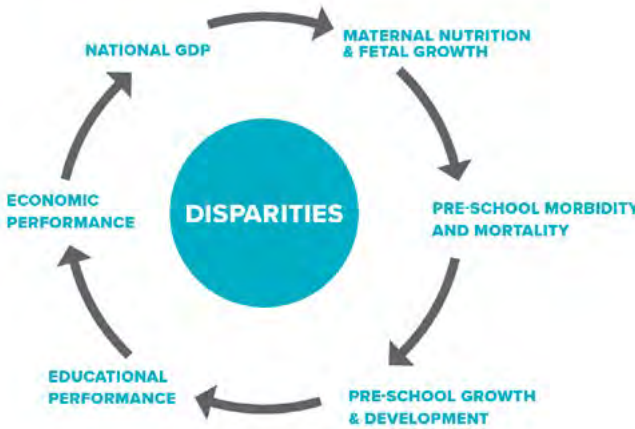 NATIONAL GDP
MATERNAL NUTRITION
& FETAL GROWTH
DISPARITIES
ECONOMIC
PERFORMANCE
PRE-SCHOOL MORBIDITY
AND MORTALITY
EDUCATIONAL
PERFORMANCE
PRE-SCHOOL GROWTH
& DEVELOPMENT